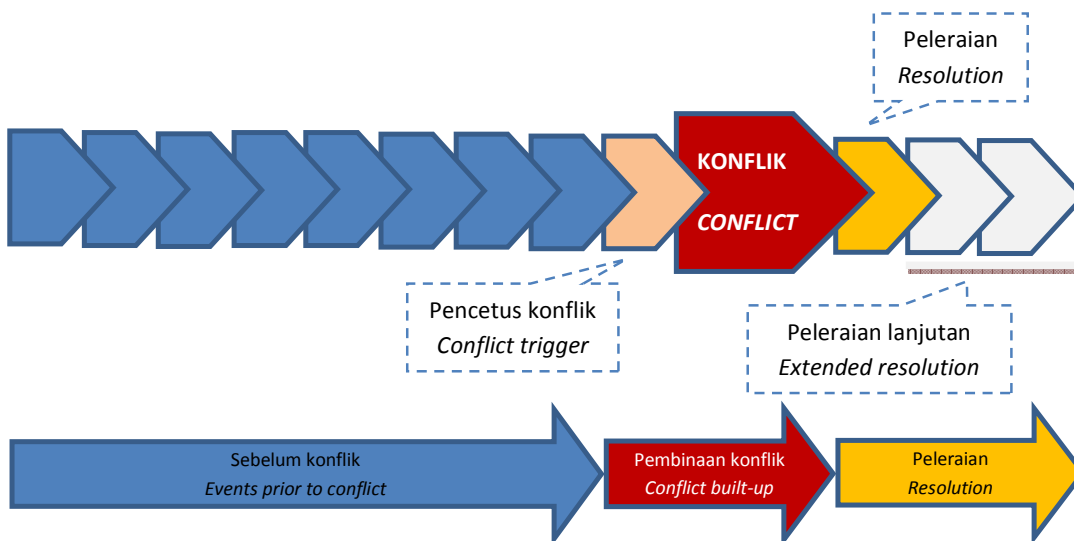 Peleraian
Resolution
KONFLIK
CONFLICT
Pencetus konflik
Conflict trigger
Peleraian lanjutan
Extended resolution
Sebelum konflik
Events prior to conflict
Pembinaan konflik
Conflict built-up
Peleraian
Resolution